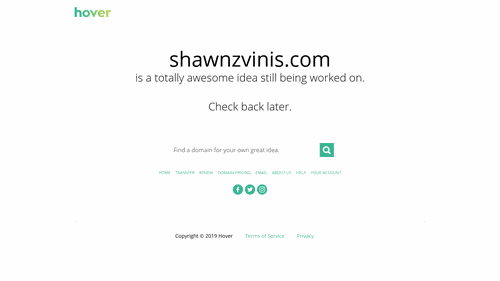 hover
shawnzvinis.com
is a totally awesome idea still being worked on.
Check back later.
Find a domain for your own great idea.
HOME TRANSFER RENEW DOMAIN PRICING EMAIL ABOUT US HELP YOUR ACCOUNT
Copyright © 2019 Hover Terms of Service Privacy